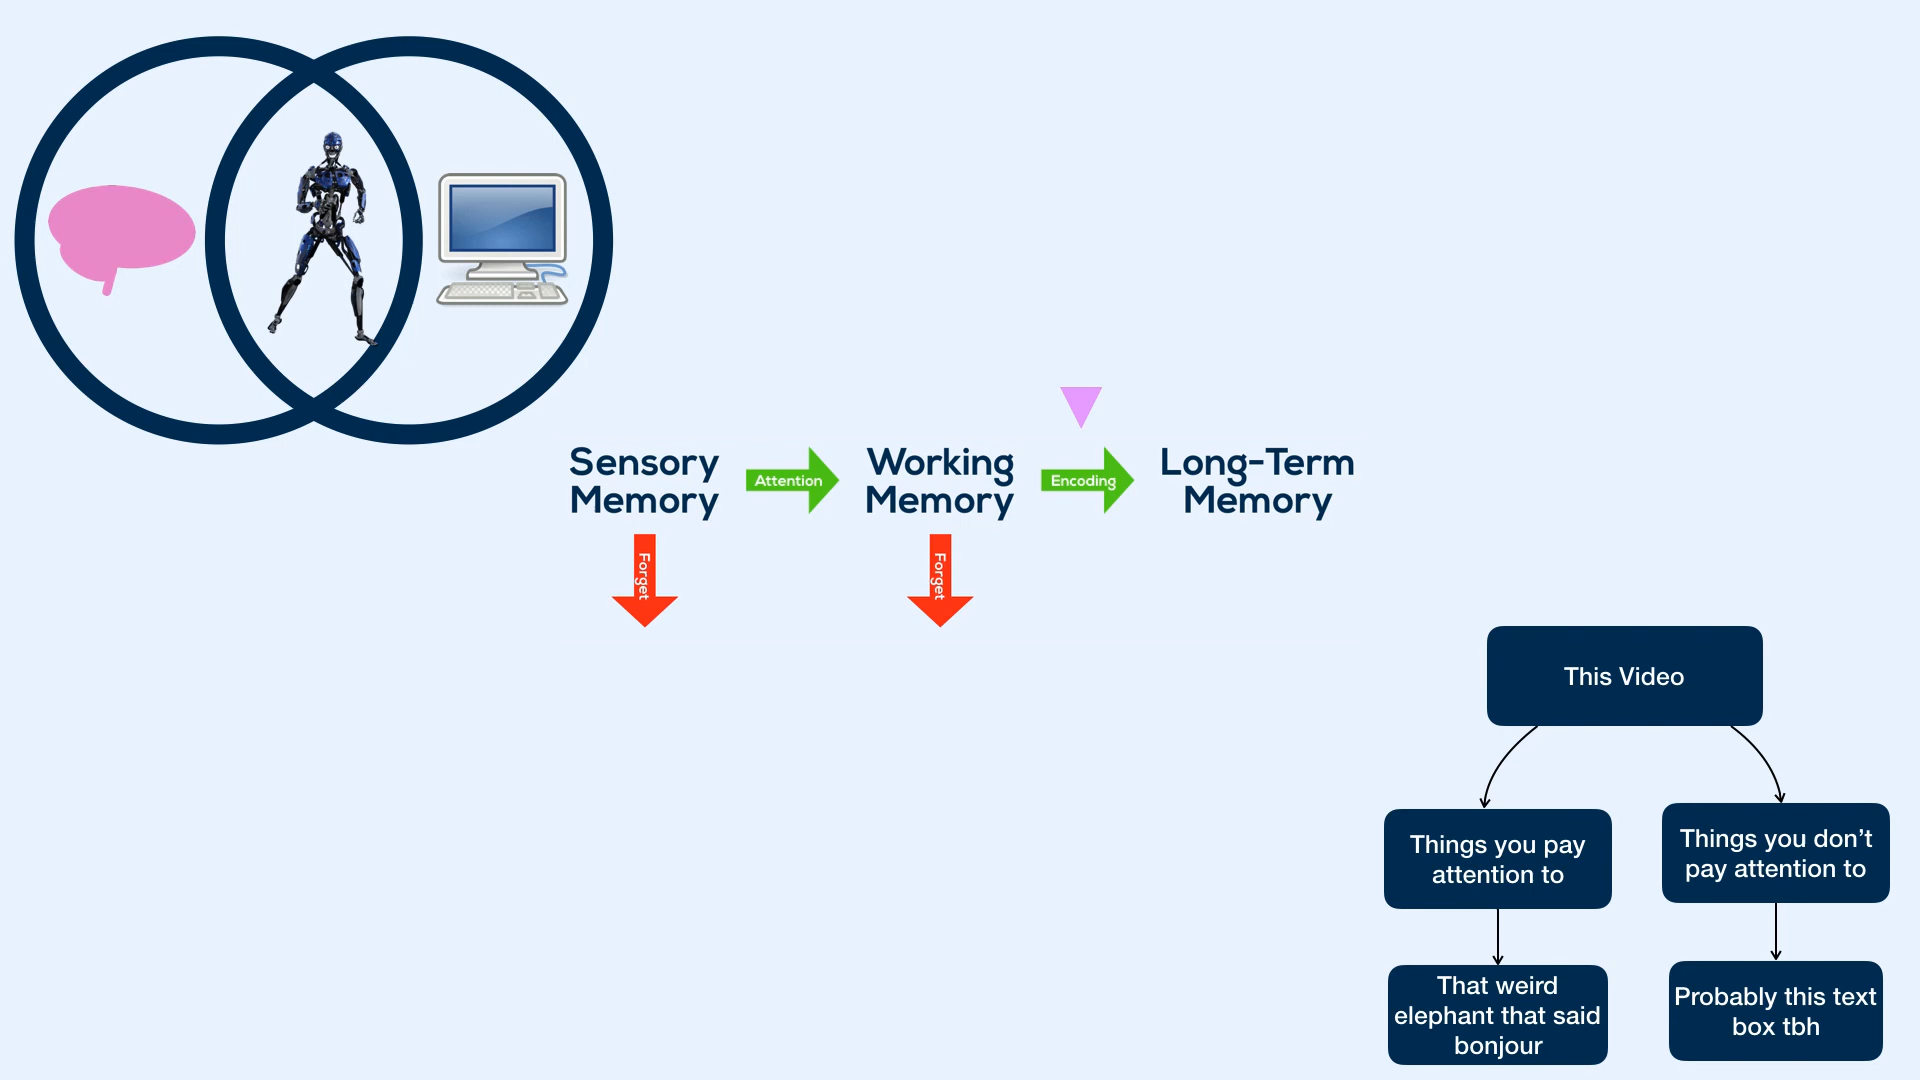 Sensory
Memory
Attention
Working
Memory
Encoding
Long-Term
Memory
Forget
Forget
This Video
Things you pay
attention to
Things you don’t
pay attention to
That weird
elephant that said
bonjour
Probably this text
box tbh